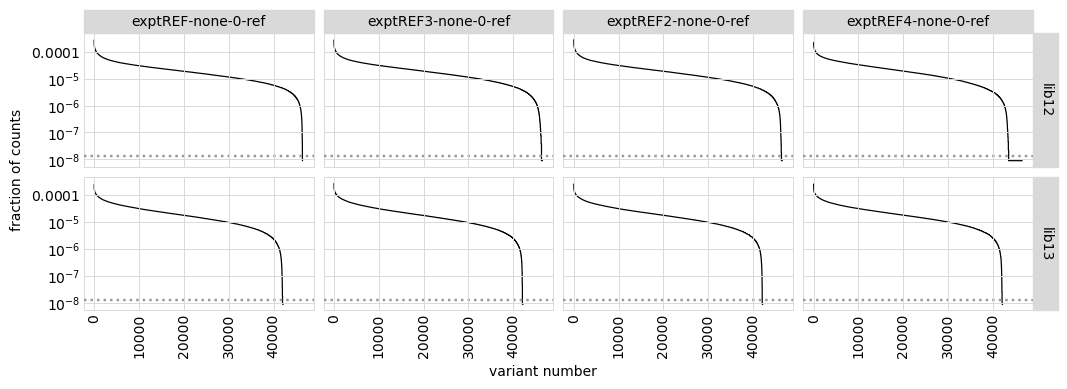 exptREF-none-0-ref exptREF3-none-0-ref exptREF2-none-0-ref exptREF4-none-0-ref
0.0001
10⁻⁵
10⁻⁶
10⁻⁷
10⁻⁸
lib12
fraction of counts
0.0001
10⁻⁵
10⁻⁶
10⁻⁷
10⁻⁸
lib13
0 10000 20000 30000 40000 0 10000 20000 30000 40000 0 10000 20000 30000 40000 0 10000 20000 30000 40000
variant number